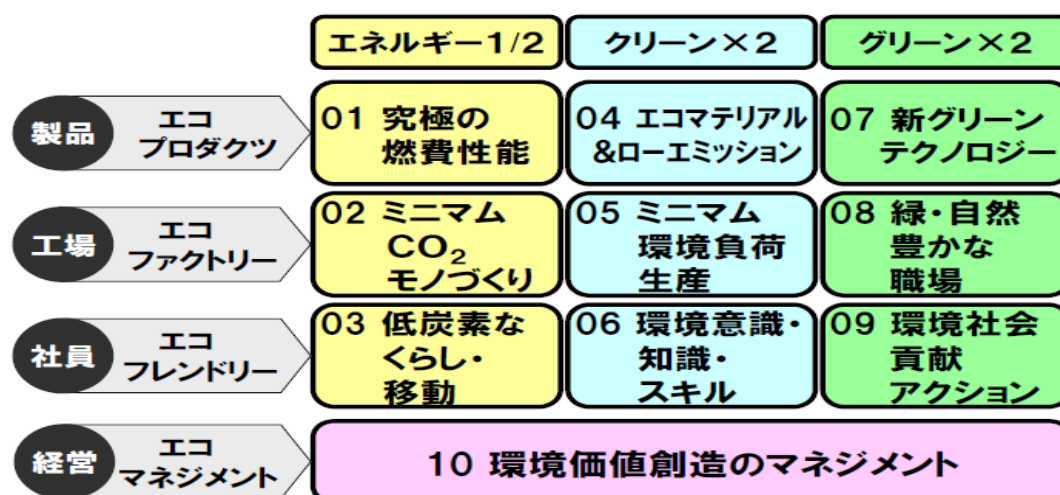 エネルギー1/2
クリーン×2
グリーン×2
製品
エコ
プロダクツ
01 究極の
燃費性能
04 エコマテリアル
&ローエミッション
07 新グリーン
テクノロジー
工場
エコ
ファクトリー
02 ミニマム
CO₂
モノづくり
05 ミニマム
環境負荷
生産
08 緑・自然
豊かな
職場
社員
エコ
フレンドリー
03 低炭素な
くらし・
移動
06 環境意識・
知識・
スキル
09 環境社会
貢献
アクション
経営
エコ
マネジメント
10 環境価値創造のマネジメント